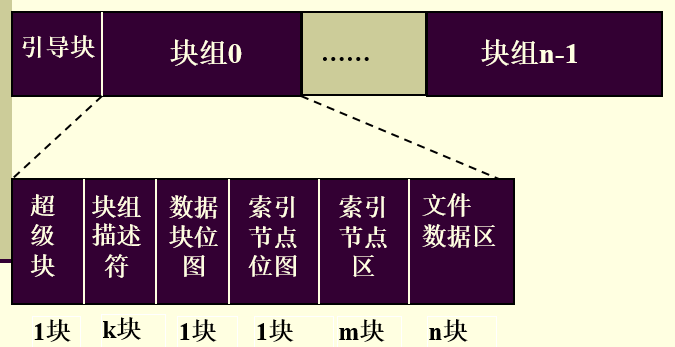 引导块
块组0
……
块组n-1
超
级
块
块组
描述
符
数据
块位
图
索引
节点
位图
索引
节点
区
文件
数据区
1块
k块
1块
1块
m块
n块